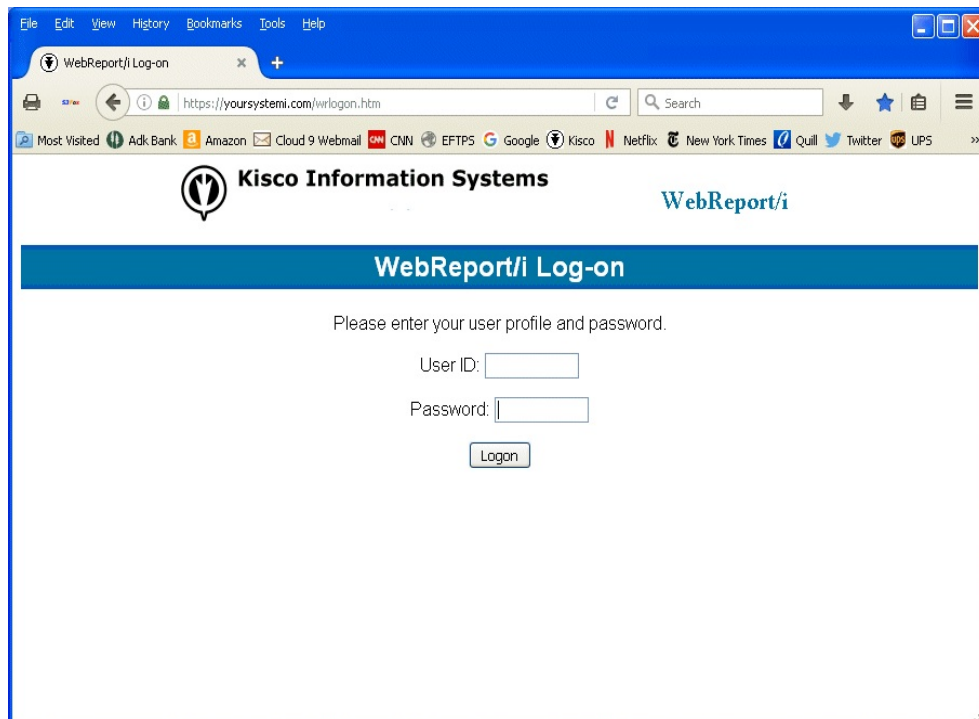 File Edit View History Bookmarks Tools Help
WebReport/i Log-on
https://yoursystemi.com/wrlogon.htm Search
Most Visited Adk Bank Amazon Cloud 9 Webmail CNN EFTPS Google Kisco Netflix New York Times Quill Twitter UPS
Kisco Information Systems
WebReport/i
WebReport/i Log-on
Please enter your user profile and password.
User ID:
Password:
Logon